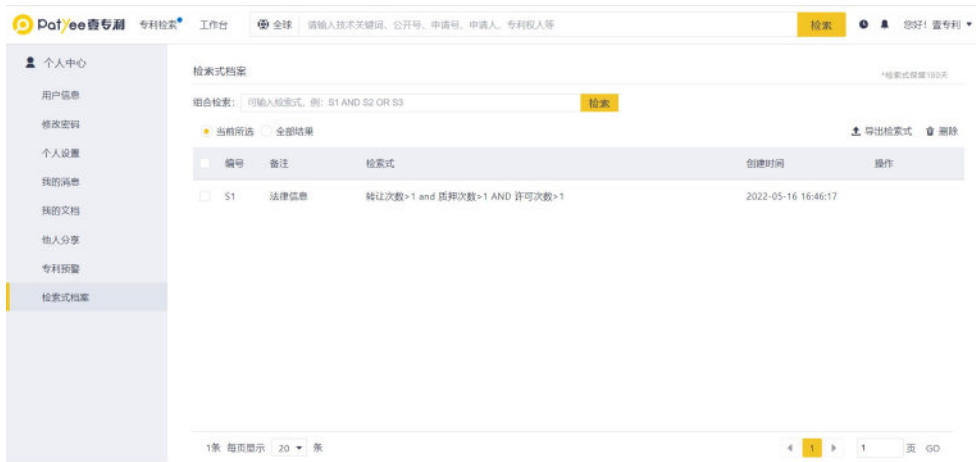 Patyee壹专利 专利检索 工作台 全球 请输入技术关键词、公开号、申请号、申请人、专利权人等 检索 您好! 壹专利
个人中心
用户信息
修改密码
个人设置
我的消息
我的文档
他人分享
专利预警
检索式档案
检索式档案 *检索式保留180天
组合检索: 可输入检索式, 例: S1 AND S2 OR S3 检索
当前所选 全部结果 导出检索式 删除
编号 备注 检索式 创建时间 操作
S1 法律信息 转让次数>1 and 质押次数>1 AND 许可次数>1 2022-05-16 16:46:17
1条 每页显示 20 条 1 1 页 GO